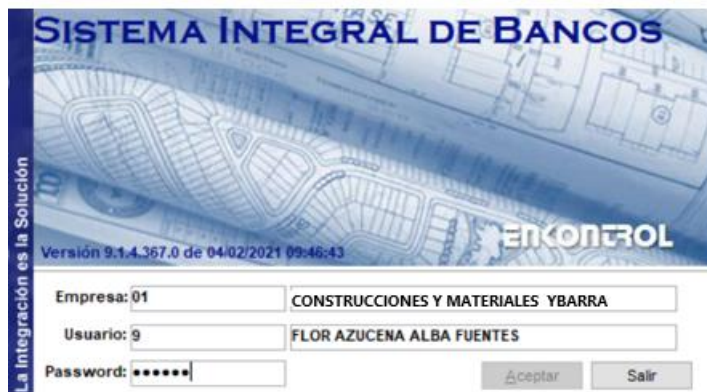 SISTEMA INTEGRAL DE BANCOS
La Integración es la Solución
ENKONTROL
Versión 9.1.4.367.0 de 04/02/2021 09:46:43
Empresa: 01 CONSTRUCCIONES Y MATERIALES YBARRA
Usuario: 9 FLOR AZUCENA ALBA FUENTES
Password: ••••••
Aceptar Salir